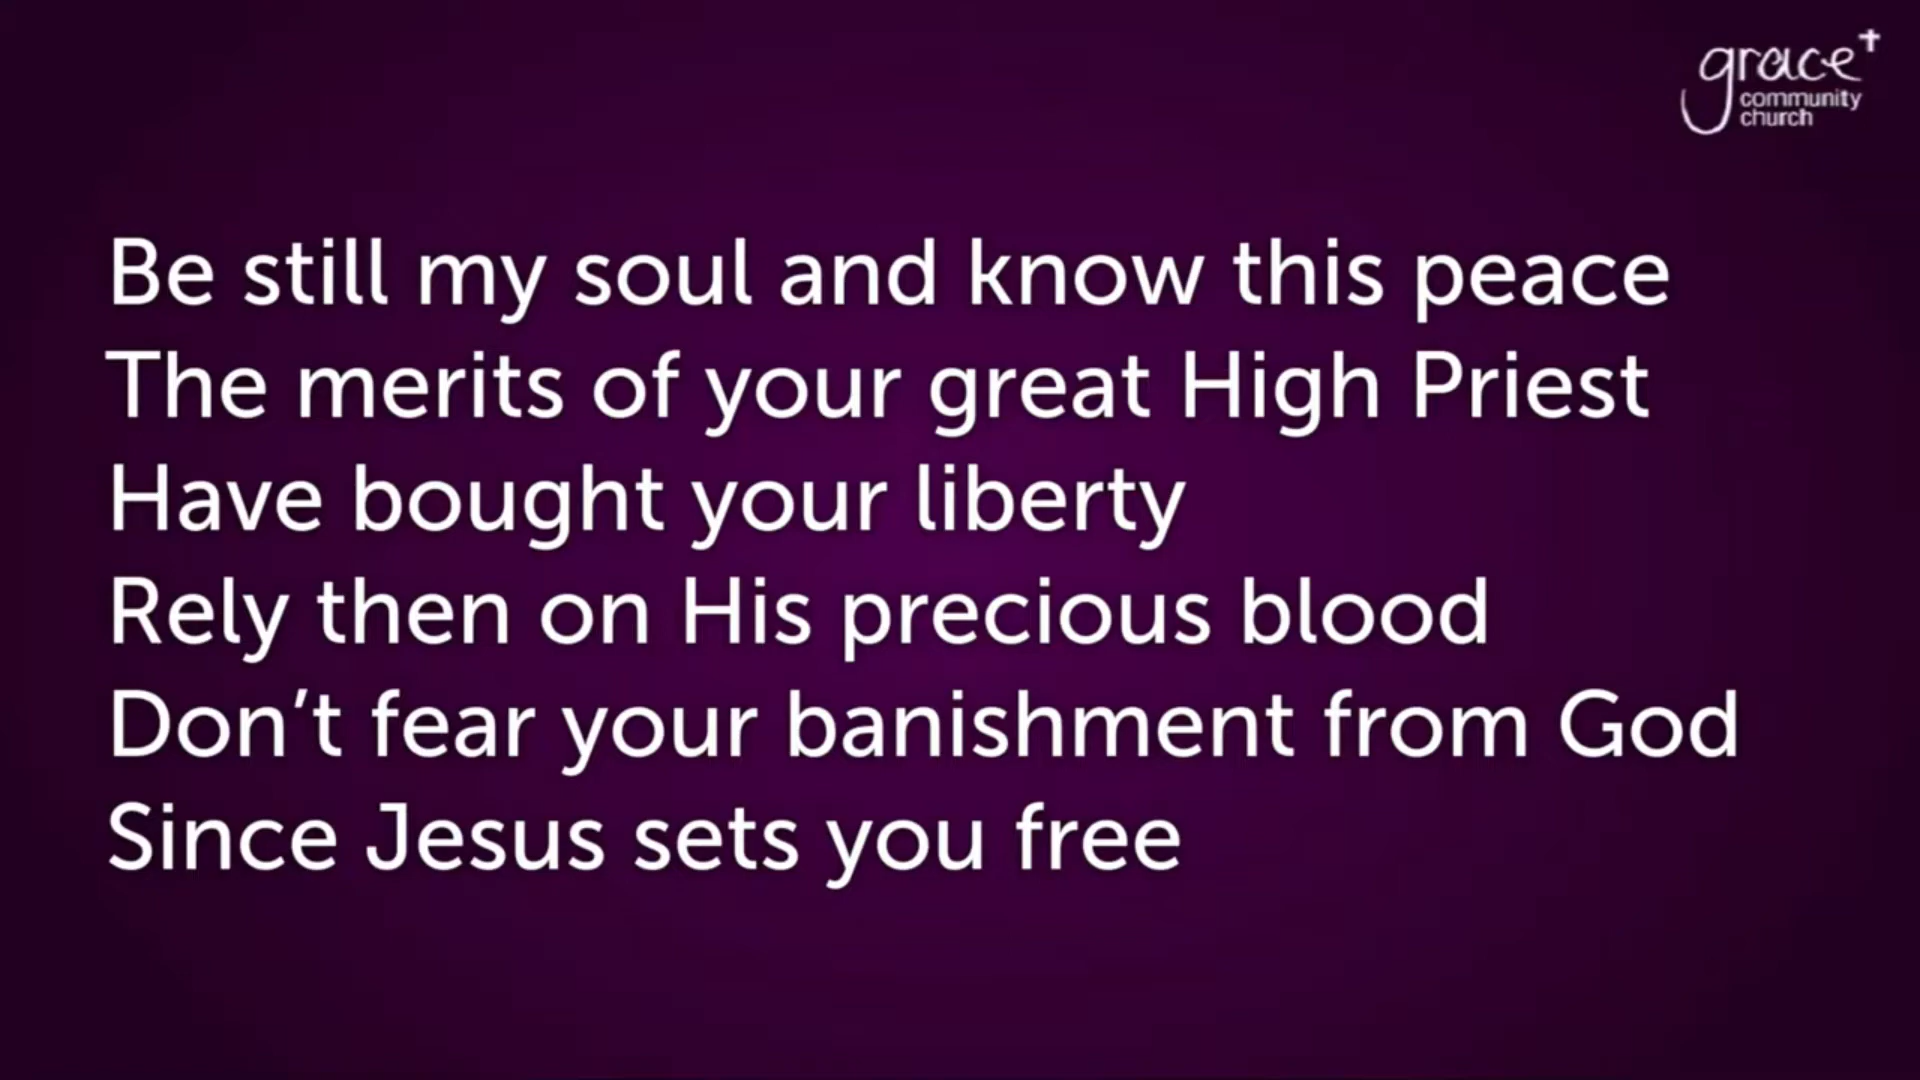 grace
community
church
Be still my soul and know this peace
The merits of your great High Priest
Have bought your liberty
Rely then on His precious blood
Don’t fear your banishment from God
Since Jesus sets you free